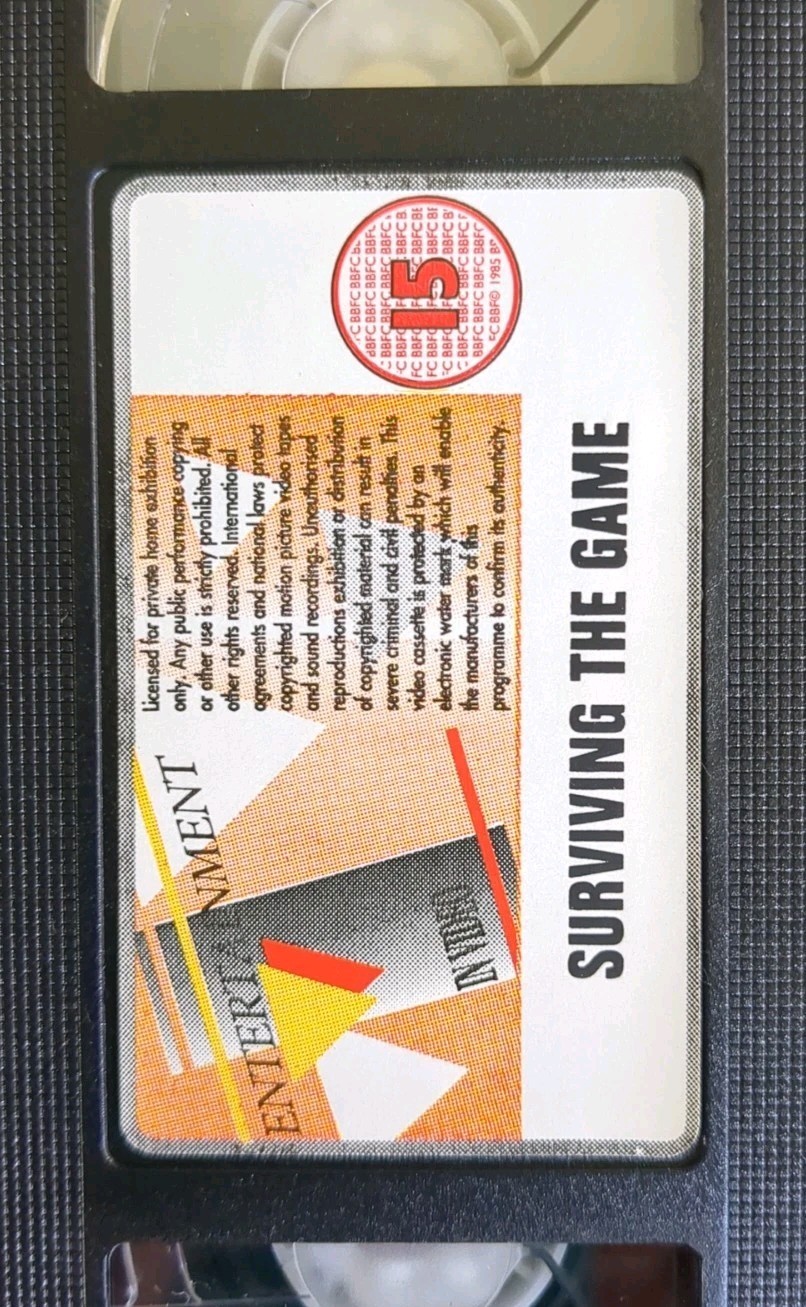 ENTERTAINMENT
IN VIDEO
Licensed for private home exhibition
only. Any public performance copying
or other use is strictly prohibited. All
other rights reserved. International
agreements and national laws protect
copyrighted motion picture video tapes
and sound recordings. Unauthorised
reproductions exhibition or distribution
of copyrighted material can result in
severe criminal and civil penalties. This
video cassette is protected by an
electronic water mark which will enable
the manufacturers of this
programme to confirm its authenticity.
15
BBFC© 1985
SURVIVING THE GAME